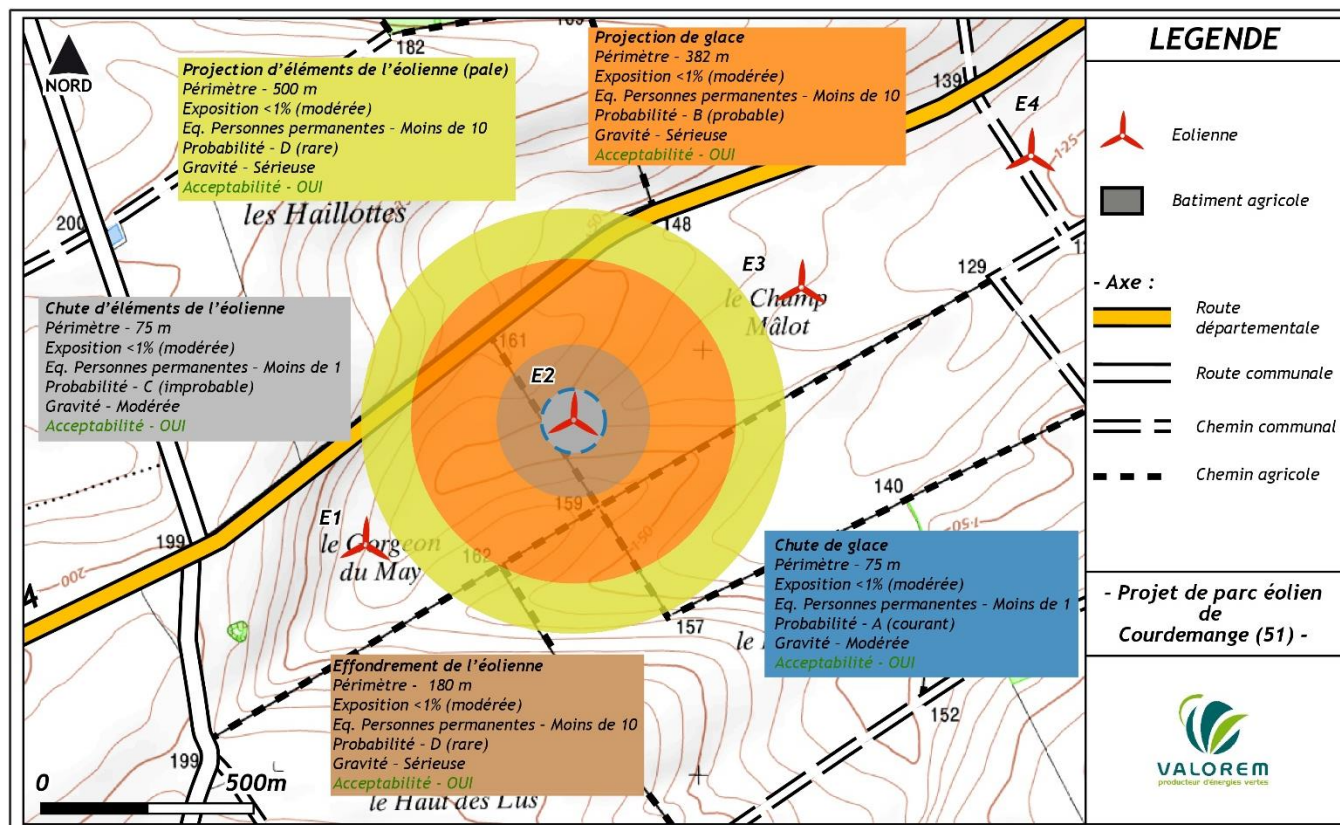 NORD
182
Projection d'éléments de l'éolienne (pale)
Périmètre - 500 m
Exposition <1% (modérée)
Eq. Personnes permanentes - Moins de 10
Probabilité - D (rare)
Gravité - Sérieuse
Acceptabilité - OUI
Projection de glace
Périmètre - 382 m
Exposition <1% (modérée)
Eq. Personnes permanentes - Moins de 10
Probabilité - B (probable)
Gravité - Sérieuse
Acceptabilité - OUI
139
E4
1·25
200
les Haillottes
148
Chute d'éléments de l'éolienne
Périmètre - 75 m
Exposition <1% (modérée)
Eq. Personnes permanentes - Moins de 1
Probabilité - C (improbable)
Gravité - Modérée
Acceptabilité - OUI
E3
le Champ
Mâlot
129
161
E2
159
140
1·50
1·50
E1
le Gorgeon
du May
162
199
200
4
157
Chute de glace
Périmètre - 75 m
Exposition <1% (modérée)
Eq. Personnes permanentes - Moins de 1
Probabilité - A (courant)
Gravité - Modérée
Acceptabilité - OUI
152
Effondrement de l'éolienne
Périmètre - 180 m
Exposition <1% (modérée)
Eq. Personnes permanentes - Moins de 10
Probabilité - D (rare)
Gravité - Sérieuse
Acceptabilité - OUI
199
le Haut des Lus
0 500m
LEGENDE
Eolienne
Batiment agricole
- Axe :
Route
départementale
Route communale
Chemin communal
Chemin agricole
- Projet de parc éolien
de
Courdemange (51) -
VALOREM
producteur d'énergies vertes